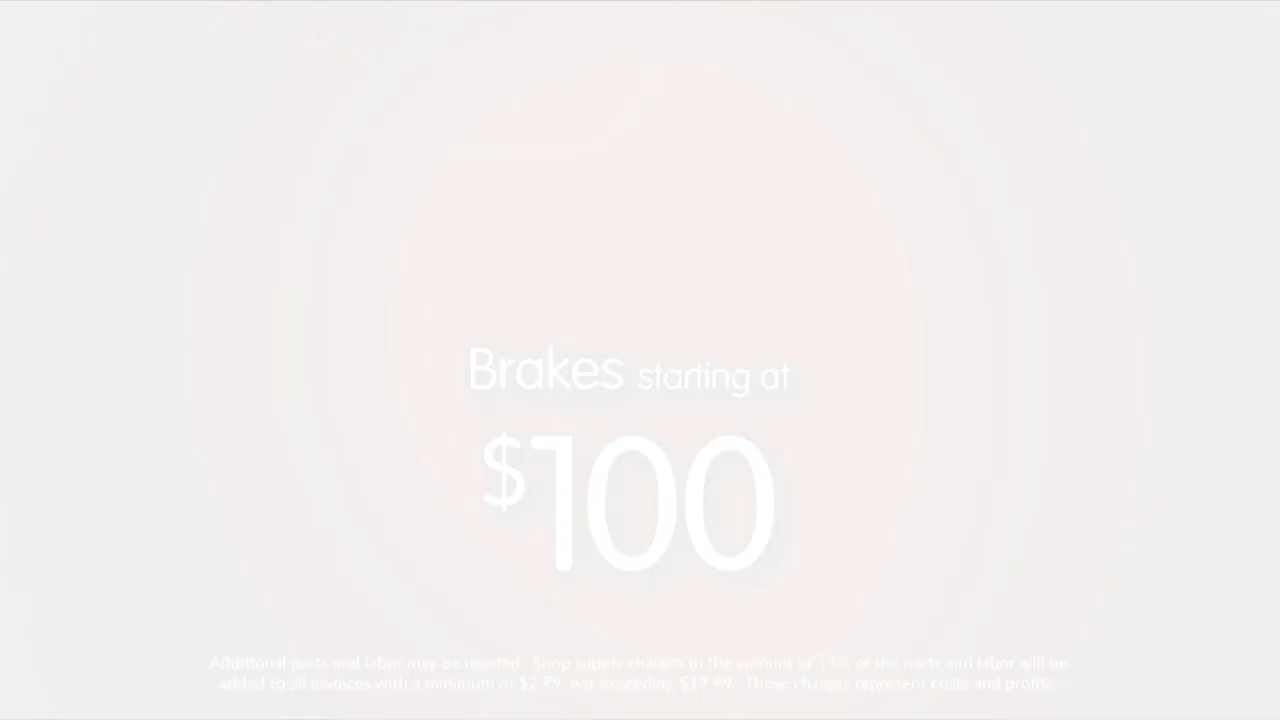 Brakes starting at
$100
Additional parts and labor may be needed. Shop supply charges in the amount of 17% of the parts and labor will be
added to all invoices with a minimum of $2.89, not exceeding $19.99. These charges represent costs and profits.